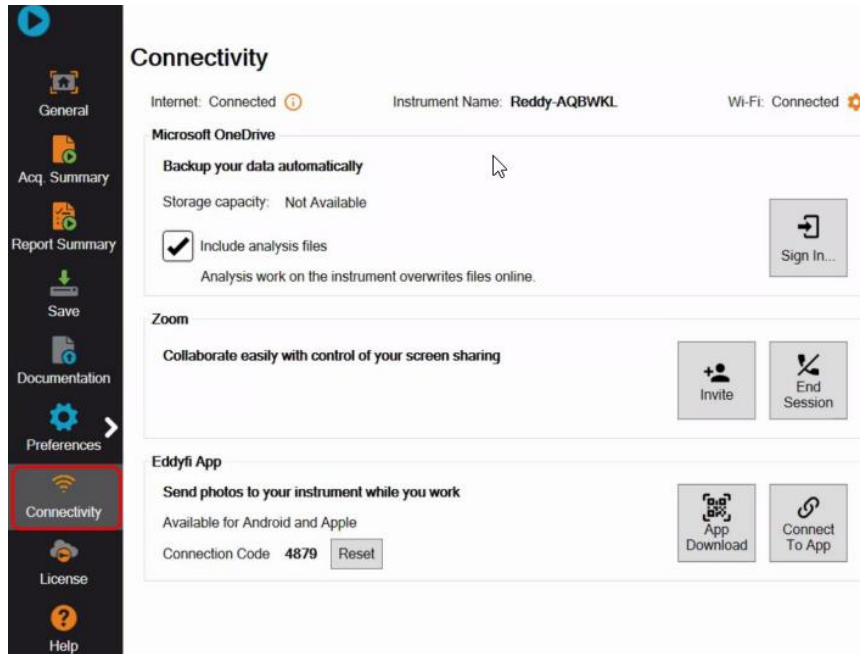 Connectivity
Internet: Connected
Instrument Name: Reddy-AQBWKL
Wi-Fi: Connected
General
Acq. Summary
Report Summary
Save
Documentation
Preferences
Connectivity
License
Help
Microsoft OneDrive
Backup your data automatically
Storage capacity: Not Available
Include analysis files
Analysis work on the instrument overwrites files online.
Sign In...
Zoom
Collaborate easily with control of your screen sharing
Invite
End
Session
Eddyfi App
Send photos to your instrument while you work
Available for Android and Apple
Connection Code 4879 Reset
App
Download
Connect
To App